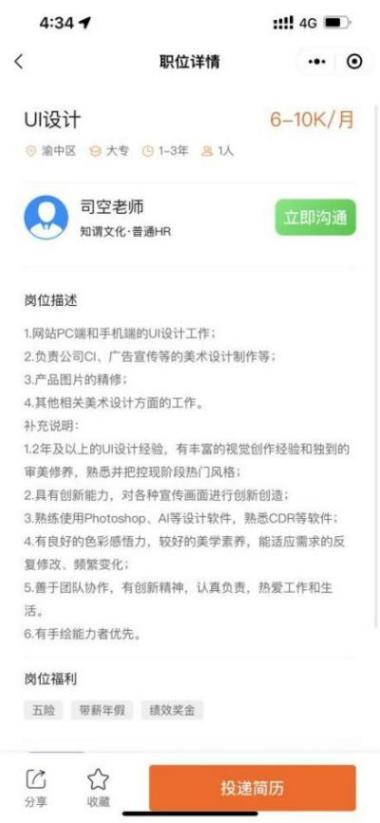 4:34
4G
职位详情
UI设计
6-10K/月
渝中区 大专 1-3年 1人
司空老师
知谓文化·普通HR
立即沟通
岗位描述
1.网站PC端和手机端的UI设计工作；
2.负责公司CI、广告宣传等的美术设计制作等；
3.产品图片的精修；
4.其他相关美术设计方面的工作。
补充说明：
1.2年及以上的UI设计经验，有丰富的视觉创作经验和独到的
审美修养，熟悉并把控现阶段热门风格；
2.具有创新能力，对各种宣传画面进行创新创造；
3.熟练使用Photoshop、AI等设计软件，熟悉CDR等软件；
4.有良好的色彩感悟力，较好的美学素养，能适应需求的反
复修改、频繁变化；
5.善于团队协作，有创新精神，认真负责，热爱工作和生
活。
6.有手绘能力者优先。
岗位福利
五险 带薪年假 绩效奖金
分享
收藏
投递简历